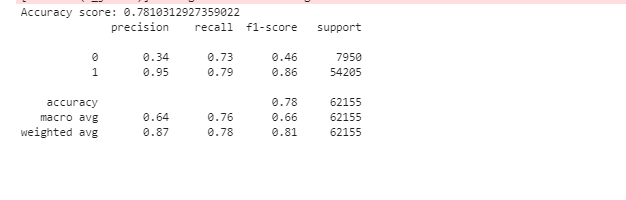 Accuracy score: 0.7810312927359022
precision recall f1-score support
0 0.34 0.73 0.46 7950
1 0.95 0.79 0.86 54205
accuracy 0.78 62155
macro avg 0.64 0.76 0.66 62155
weighted avg 0.87 0.78 0.81 62155